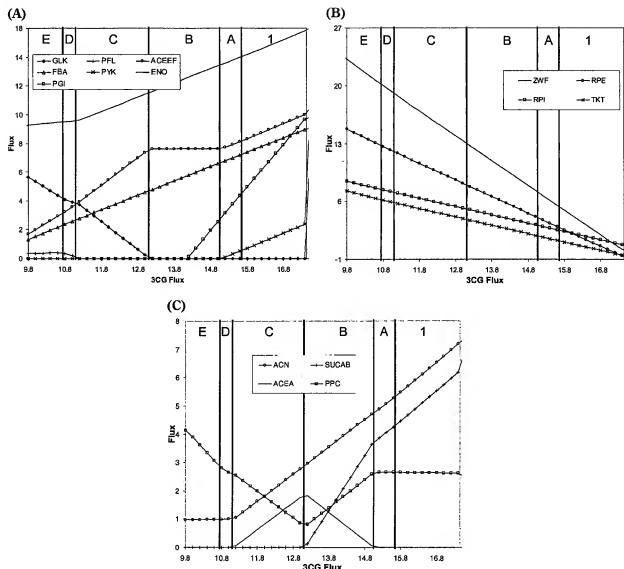 (A)
E D C B A 1
GLK PFL ACEEF
FBA PYK ENO
PGI
18
16
14
12
10
8
6
4
2
0
Flux
9.8 10.8 11.8 12.8 13.8 14.8 15.8 16.8
3CG Flux
(B)
E D C B A 1
ZWF RPE
RPI TKT
27
20
13
6
-1
Flux
9.8 10.8 11.8 12.8 13.8 14.8 15.8 16.8
3CG Flux
(C)
E D C B A 1
ACN SUCAB
ACEA PPC
8
7
6
5
4
3
2
1
0
Flux
9.8 10.8 11.8 12.8 13.8 14.8 15.8 16.8
3CG Flux